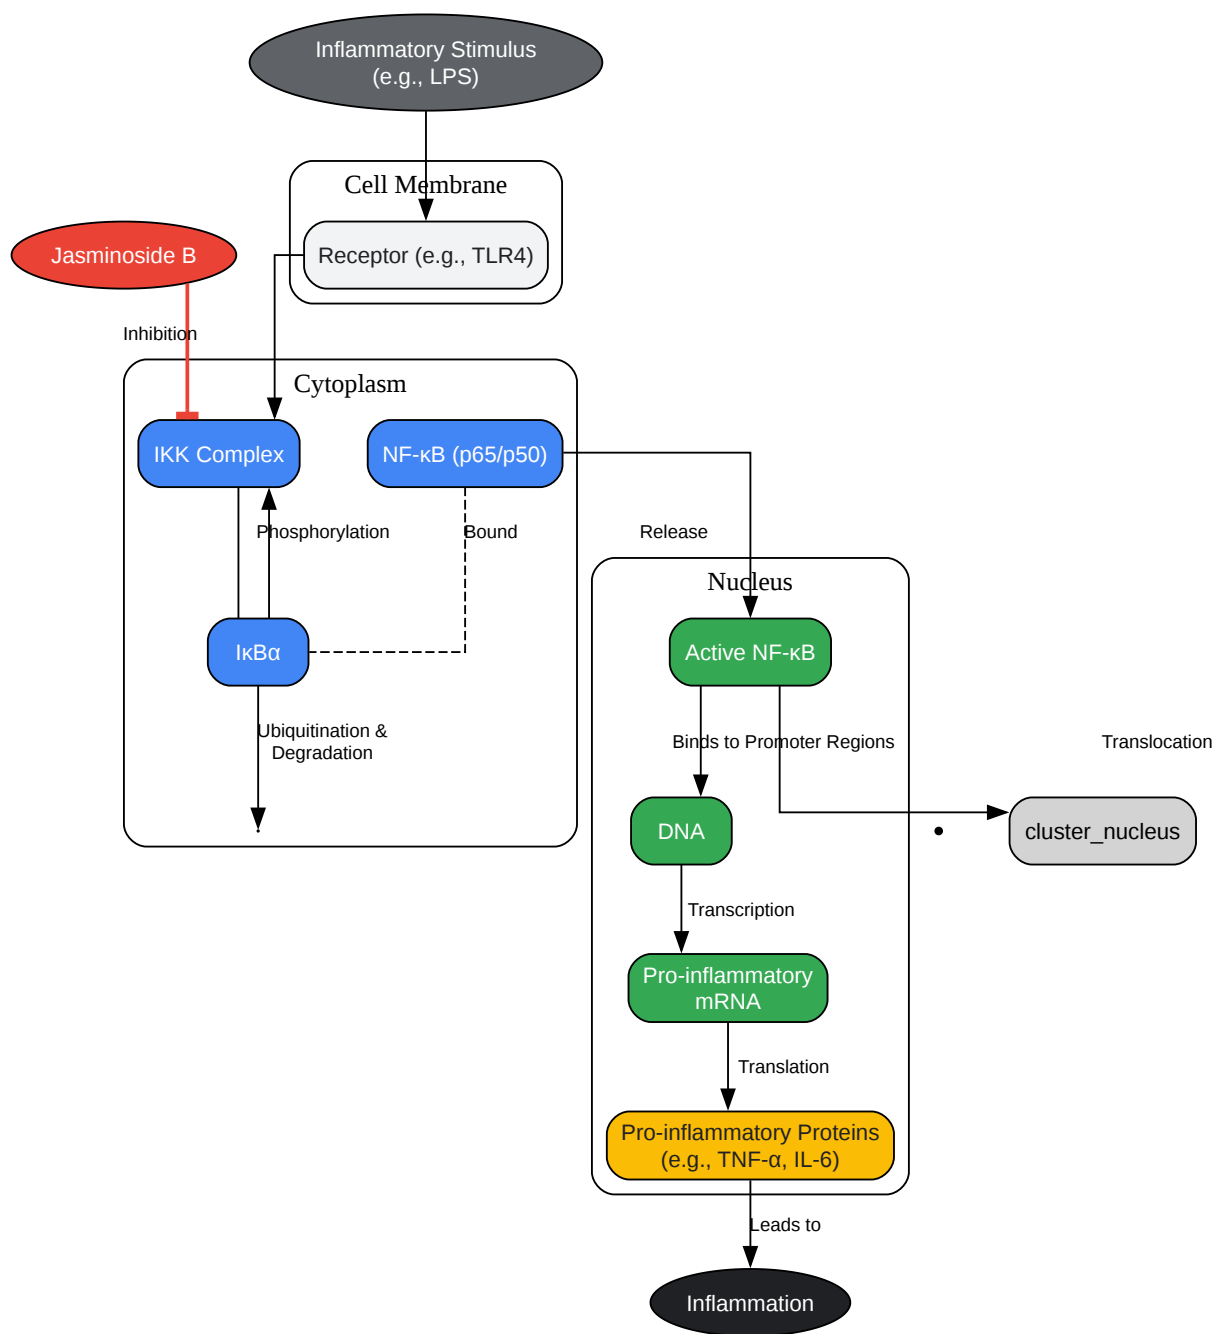 Inflammatory Stimulus
(e.g., LPS)
Cell Membrane
Receptor (e.g., TLR4)
Jasminoside B
Inhibition
Cytoplasm
IKK Complex
NF-κB (p65/p50)
Phosphorylation
Bound
Release
Nucleus
IκBα
Active NF-κB
Ubiquitination &
Degradation
Binds to Promoter Regions
Translocation
DNA
cluster_nucleus
Transcription
Pro-inflammatory
mRNA
Translation
Pro-inflammatory Proteins
(e.g., TNF-α, IL-6)
Leads to
Inflammation